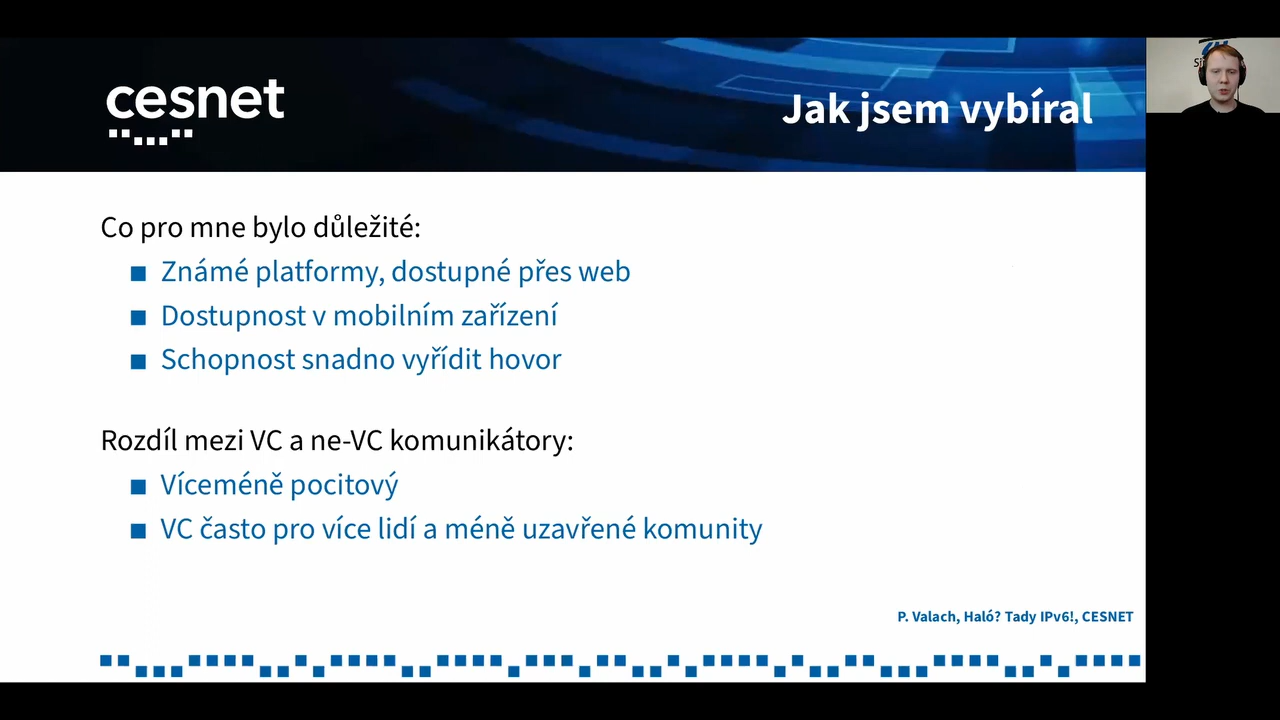 cesnet
Jak jsem vybíral
Co pro mne bylo důležité:
Známé platformy, dostupné přes web
Dostupnost v mobilním zařízení
Schopnost snadno vyřídit hovor
Rozdíl mezi VC a ne-VC komunikátory:
Víceméně pocitový
VC často pro více lidí a méně uzavřené komunity
P. Valach, Haló? Tady IPv6!, CESNET